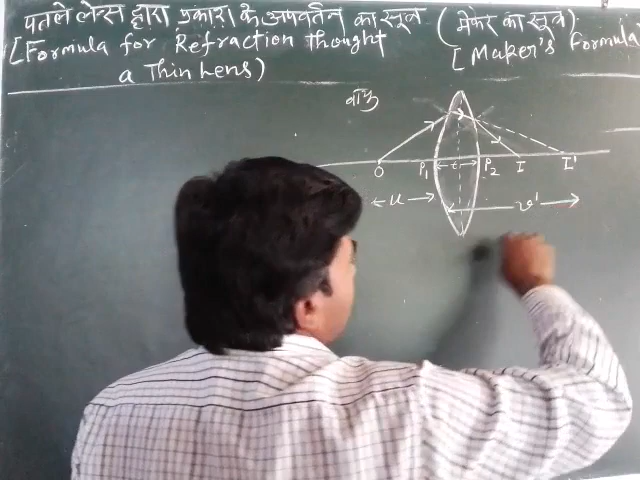 पतले लेन्स द्वारा प्रकाश के अपवर्तन का सूत्र (मेकर का सूत्र)
[Formula for Refraction thought [Maker's Formula
a Thin Lens)
वायु
O P₁ t P₂ I I'
u v'